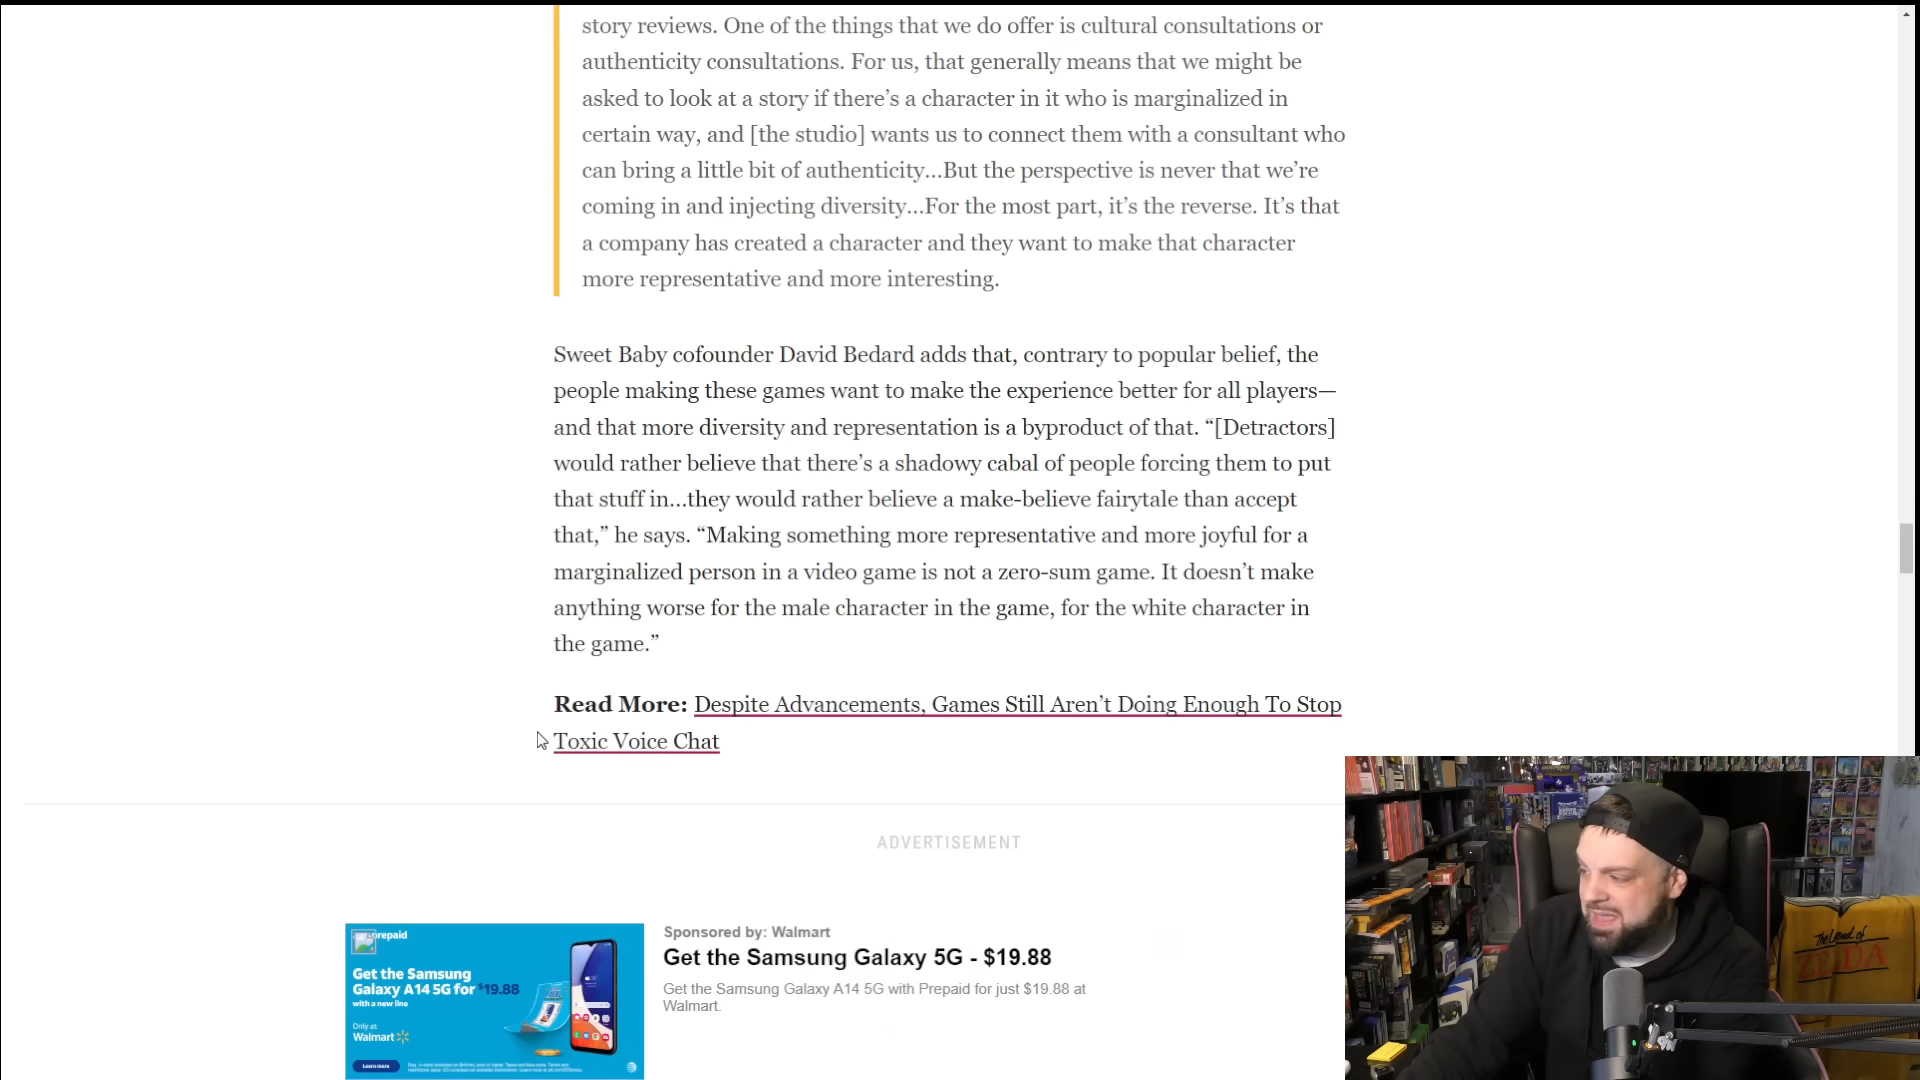 story reviews. One of the things that we do offer is cultural consultations or
authenticity consultations. For us, that generally means that we might be
asked to look at a story if there’s a character in it who is marginalized in
certain way, and [the studio] wants us to connect them with a consultant who
can bring a little bit of authenticity…But the perspective is never that we’re
coming in and injecting diversity…For the most part, it’s the reverse. It’s that
a company has created a character and they want to make that character
more representative and more interesting.
Sweet Baby cofounder David Bedard adds that, contrary to popular belief, the
people making these games want to make the experience better for all players—
and that more diversity and representation is a byproduct of that. “[Detractors]
would rather believe that there’s a shadowy cabal of people forcing them to put
that stuff in…they would rather believe a make-believe fairytale than accept
that,” he says. “Making something more representative and more joyful for a
marginalized person in a video game is not a zero-sum game. It doesn’t make
anything worse for the male character in the game, for the white character in
the game.”
Read More: Despite Advancements, Games Still Aren’t Doing Enough To Stop
Toxic Voice Chat
ADVERTISEMENT
prepaid
Get the Samsung
Galaxy A14 5G for $19.88
with a new line
Only at
Walmart
Learn more
Sponsored by: Walmart
Get the Samsung Galaxy 5G - $19.88
Get the Samsung Galaxy A14 5G with Prepaid for just $19.88 at
Walmart.
The Legend of
ZELDA